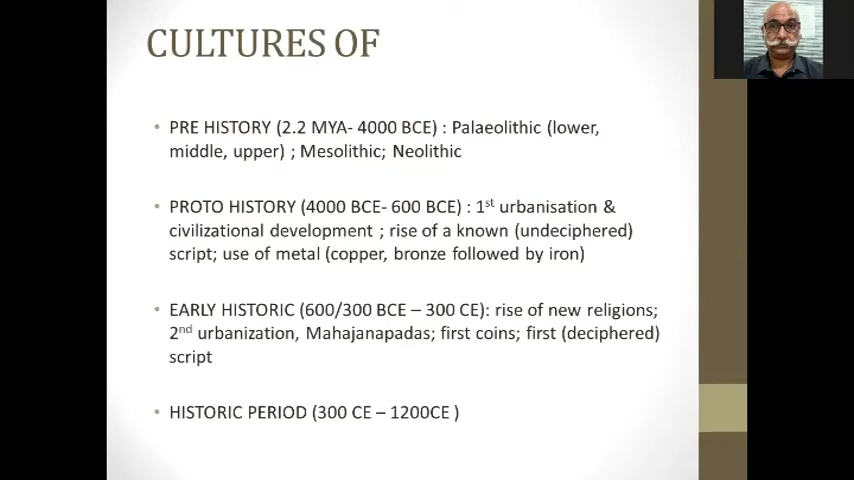 CULTURES OF
• PRE HISTORY (2.2 MYA- 4000 BCE) : Palaeolithic (lower,
middle, upper) ; Mesolithic; Neolithic
• PROTO HISTORY (4000 BCE- 600 BCE) : 1st urbanisation &
civilizational development ; rise of a known (undeciphered)
script; use of metal (copper, bronze followed by iron)
• EARLY HISTORIC (600/300 BCE – 300 CE): rise of new religions;
2nd urbanization, Mahajanapadas; first coins; first (deciphered)
script
• HISTORIC PERIOD (300 CE – 1200CE )